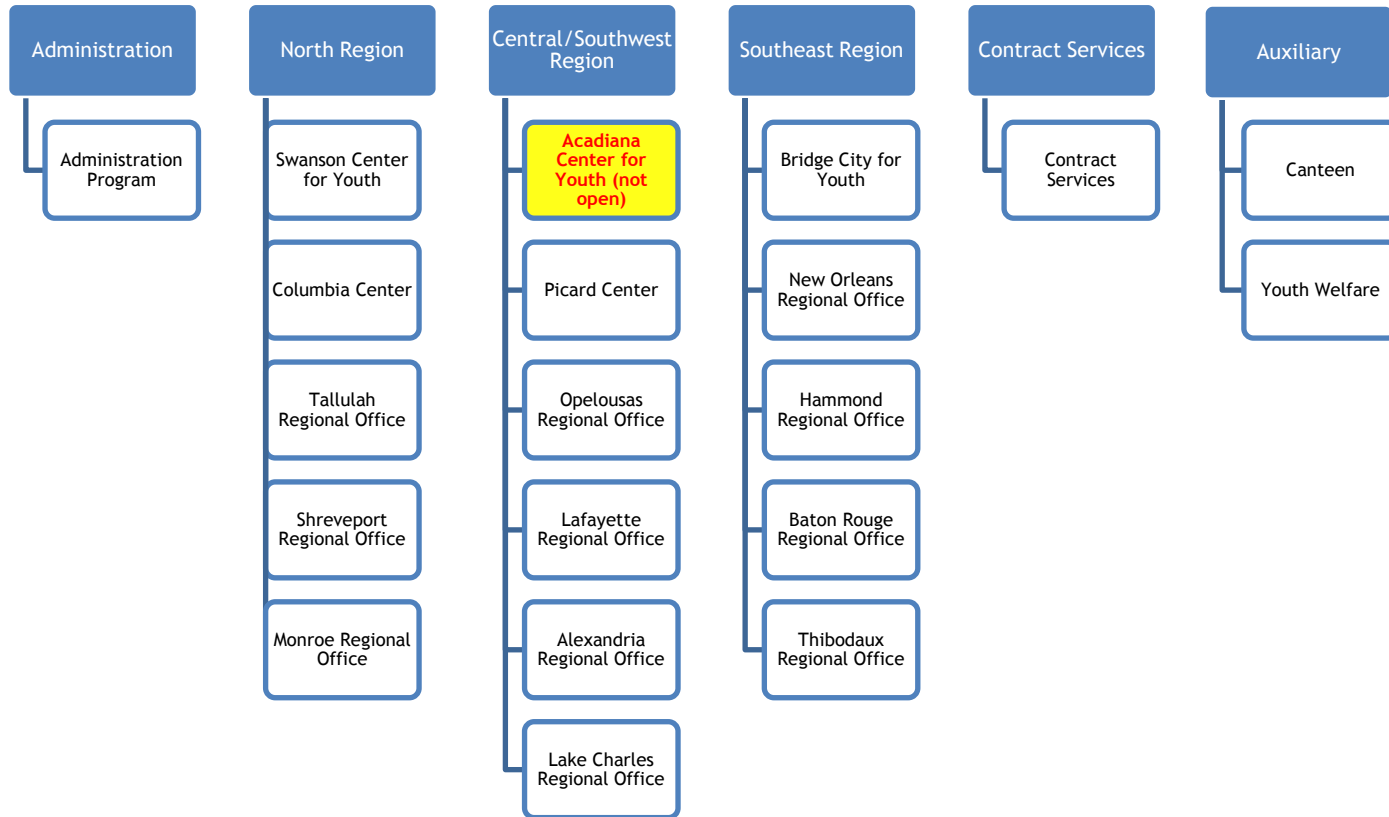 Administration
Administration
Program
North Region
Swanson Center
for Youth
Columbia Center
Tallulah
Regional Office
Shreveport
Regional Office
Monroe Regional
Office
Central/Southwest
Region
Acadiana
Center for
Youth (not
open)
Picard Center
Opelousas
Regional Office
Lafayette
Regional Office
Alexandria
Regional Office
Lake Charles
Regional Office
Southeast Region
Bridge City for
Youth
New Orleans
Regional Office
Hammond
Regional Office
Baton Rouge
Regional Office
Thibodaux
Regional Office
Contract Services
Contract
Services
Auxiliary
Canteen
Youth Welfare